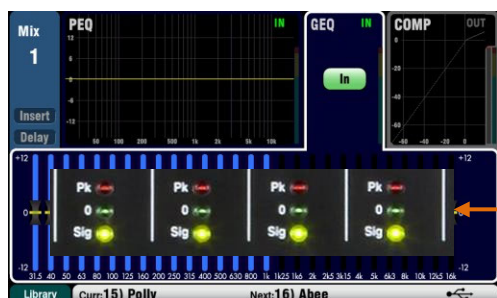 Mix
1
Insert
Delay
PEQ IN
12
6
0
-6
-12
50 100 200 500 1k 2k 5k 10k
GEQ IN
In
COMP OUT
0
-20
-40
-40 -20 0
+12 +12
0 0
-12 -12
Pk Pk Pk Pk
0 0 0 0
Sig Sig Sig Sig
31.5 40 50 63 80 100 125 160 200 250 315 400 500 630 800 1k 1k25 1k6 2k 2k5 3k15 4k 5k 6k3 8k 10k 12k5 16k
Library Curr:15) Polly Next:16) Abee